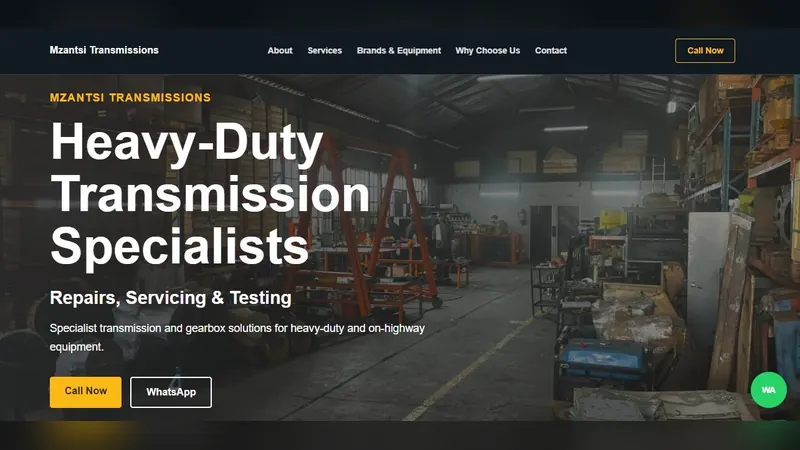 Mzantsi Transmissions
About
Services
Brands & Equipment
Why Choose Us
Contact
Call Now
MZANTSI TRANSMISSIONS
Heavy-Duty
Transmission
Specialists
Repairs, Servicing & Testing
Specialist transmission and gearbox solutions for heavy-duty and on-highway
equipment.
Call Now
WhatsApp
WA